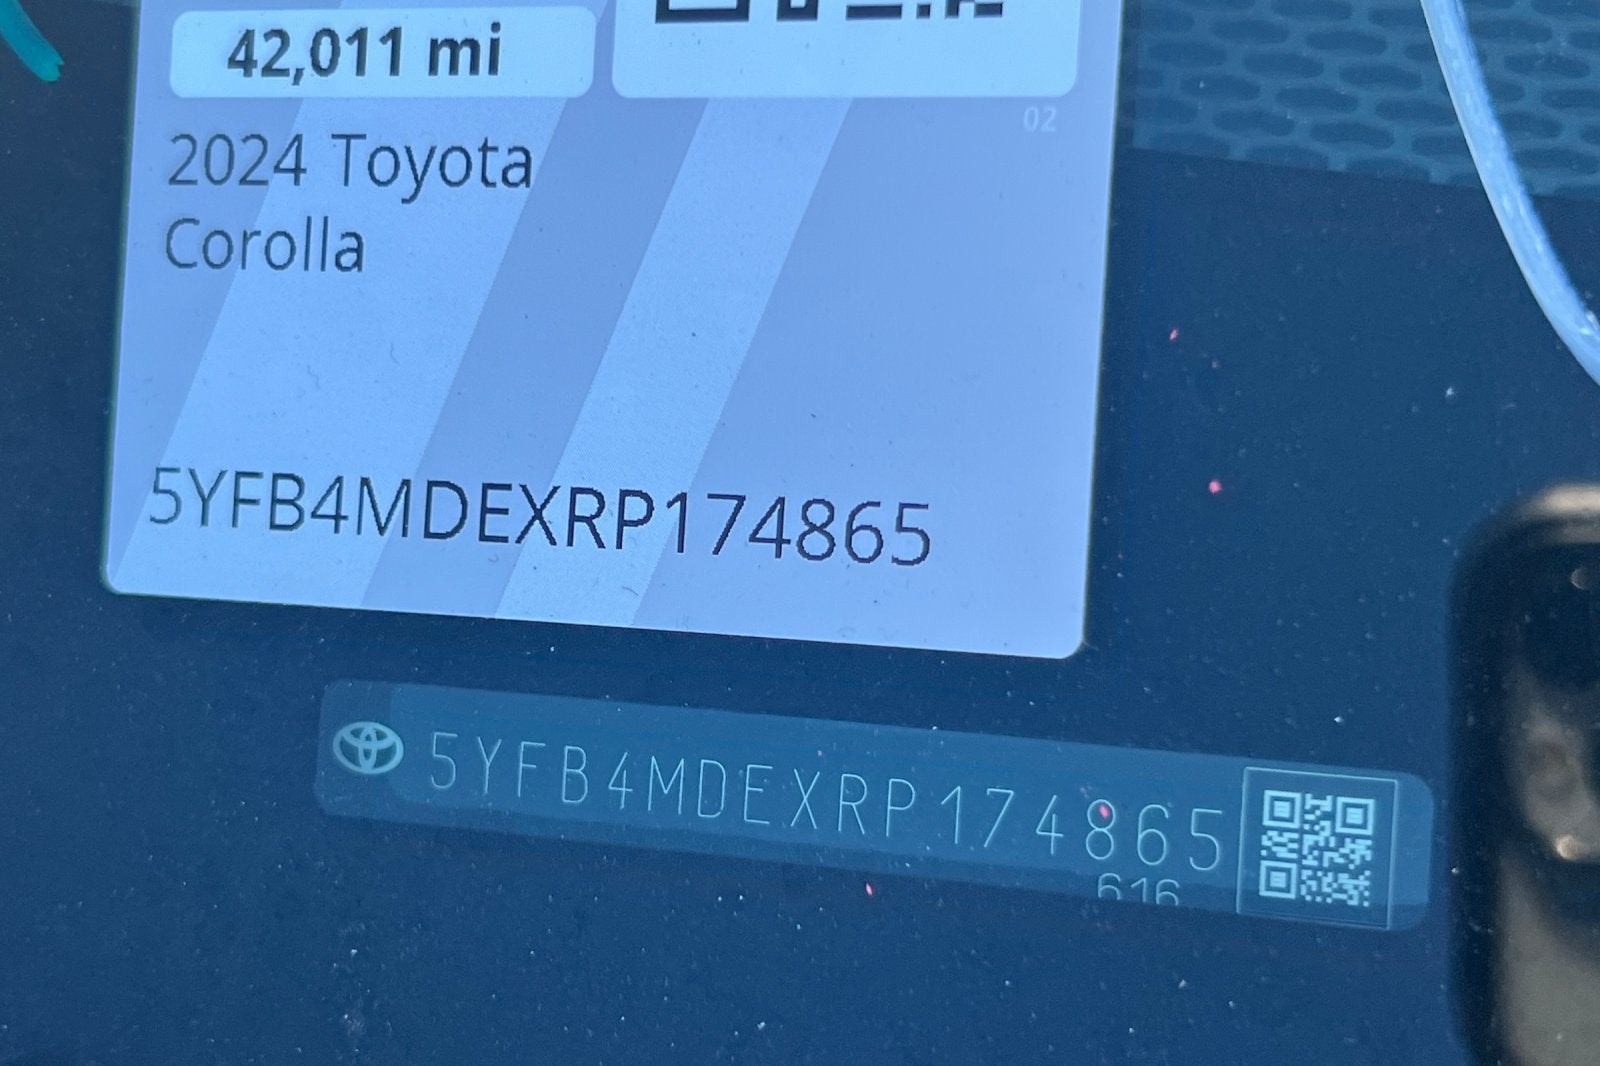 42,011 mi
02
2024 Toyota
Corolla
5YFB4MDEXRP174865
5YFB4MDEXRP174865
616